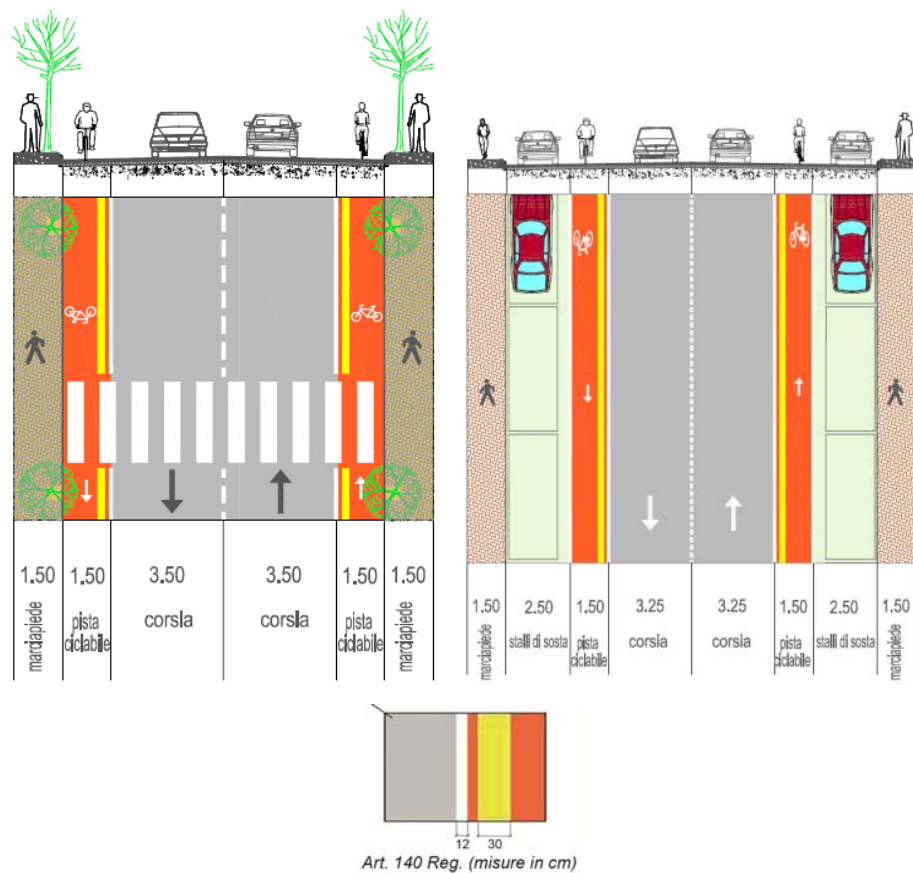 1.50 1.50 3.50 3.50 1.50 1.50
marciapiede pista ciclabile corsia corsia pista ciclabile marciapiede
1.50 2.50 1.50 3.25 3.25 1.50 2.50 1.50
marciapiede stalli di sosta pista ciclabile corsia corsia pista ciclabile stalli di sosta marciapiede
12 30
Art. 140 Reg. (misure in cm)